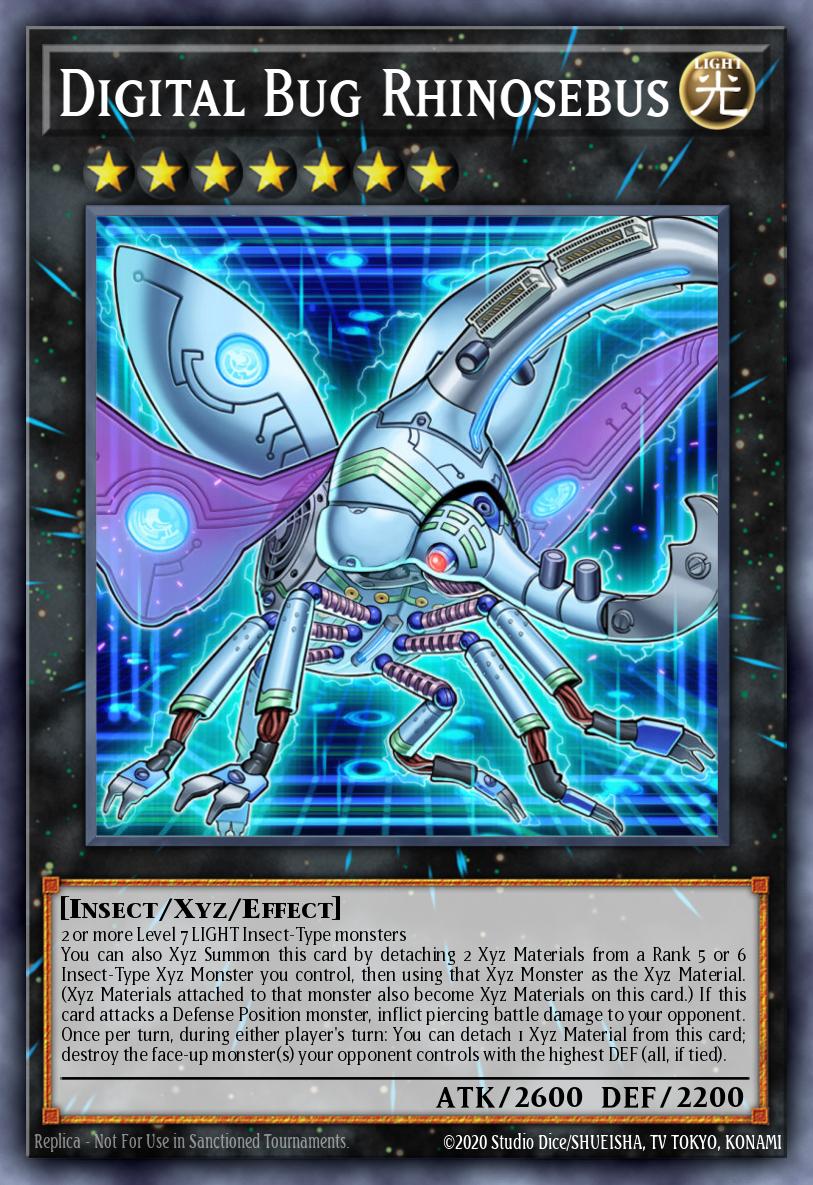 Digital Bug Rhinosebus
LIGHT
光
[Insect/Xyz/Effect]
2 or more Level 7 LIGHT Insect-Type monsters
You can also Xyz Summon this card by detaching 2 Xyz Materials from a Rank 5 or 6
Insect-Type Xyz Monster you control, then using that Xyz Monster as the Xyz Material.
(Xyz Materials attached to that monster also become Xyz Materials on this card.) If this
card attacks a Defense Position monster, inflict piercing battle damage to your opponent.
Once per turn, during either player's turn: You can detach 1 Xyz Material from this card;
destroy the face-up monster(s) your opponent controls with the highest DEF (all, if tied).
ATK/2600 DEF/2200
Replica - Not For Use in Sanctioned Tournaments.
©2020 Studio Dice/SHUEISHA, TV TOKYO, KONAMI